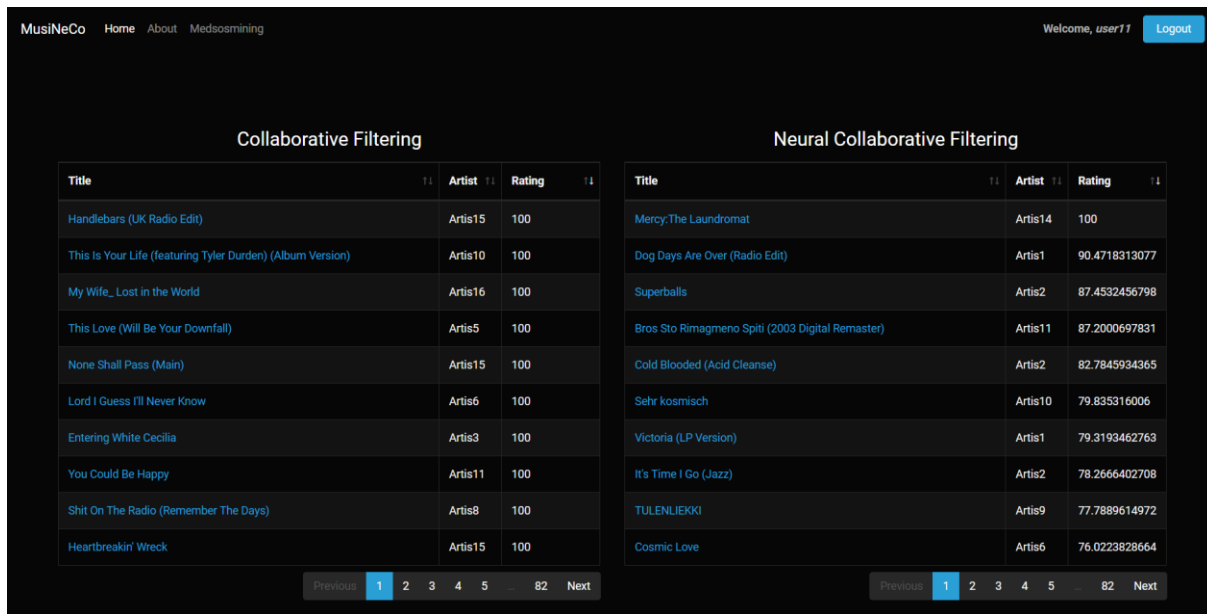 MusiNeCo Home About Medsosmining Welcome, user11 Logout
Collaborative Filtering
Title Artist Rating
Handlebars (UK Radio Edit) Artis15 100
This Is Your Life (featuring Tyler Durden) (Album Version) Artis10 100
My Wife_ Lost in the World Artis16 100
This Love (Will Be Your Downfall) Artis5 100
None Shall Pass (Main) Artis15 100
Lord I Guess I'll Never Know Artis6 100
Entering White Cecilia Artis3 100
You Could Be Happy Artis11 100
Shit On The Radio (Remember The Days) Artis8 100
Heartbreakin' Wreck Artis15 100
Previous 1 2 3 4 5 ... 82 Next
Neural Collaborative Filtering
Title Artist Rating
Mercy:The Laundromat Artis14 100
Dog Days Are Over (Radio Edit) Artis1 90.4718313077
Superballs Artis2 87.4532456798
Bros Sto Rimagmeno Spiti (2003 Digital Remaster) Artis11 87.2000697831
Cold Blooded (Acid Cleanse) Artis2 82.7845934365
Sehr kosmisch Artis10 79.835316006
Victoria (LP Version) Artis1 79.3193462763
It's Time I Go (Jazz) Artis2 78.2666402708
TULENLIEKKI Artis9 77.7889614972
Cosmic Love Artis6 76.0223828664
Previous 1 2 3 4 5 ... 82 Next